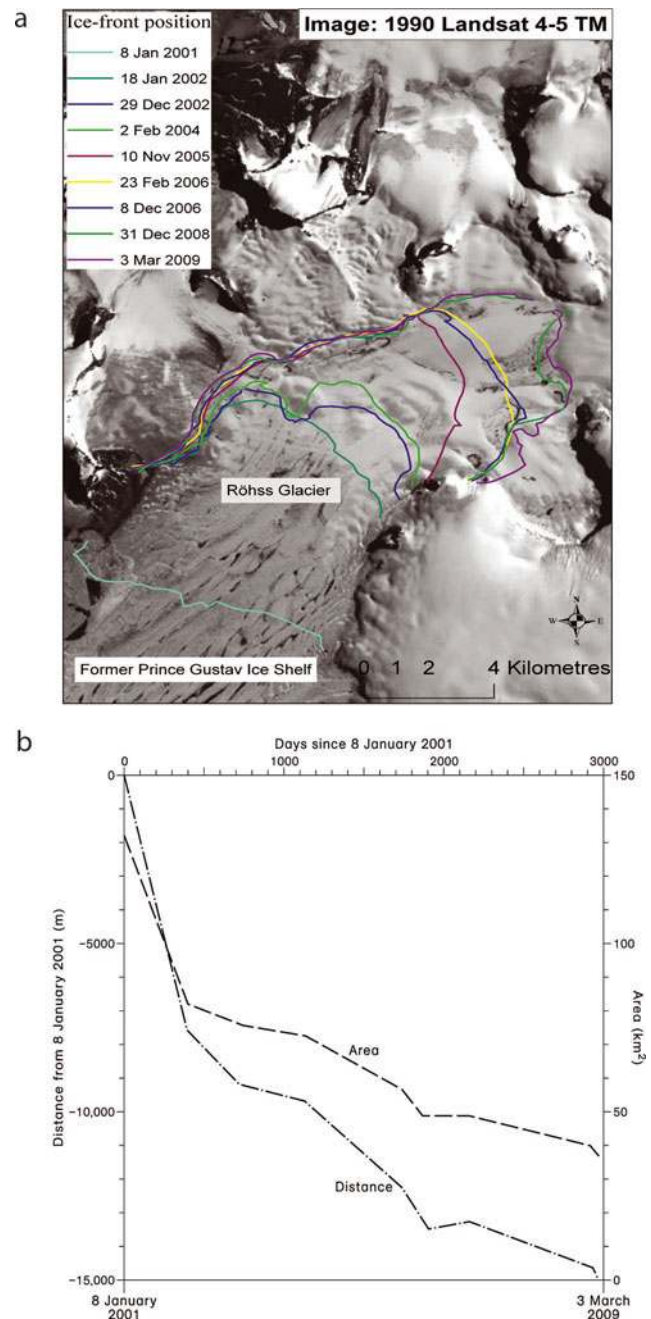 a
Ice-front position
Image: 1990 Landsat 4-5 TM
8 Jan 2001
18 Jan 2002
29 Dec 2002
2 Feb 2004
10 Nov 2005
23 Feb 2006
8 Dec 2006
31 Dec 2008
3 Mar 2009
Röhss Glacier
N
W E
S
Former Prince Gustav Ice Shelf
0 1 2 4 Kilometres
b
Days since 8 January 2001
0 1000 2000 3000
0 150
-5000 100
-10,000 50
-15,000 0
Distance from 8 January 2001 (m)
Area (km²)
Area
Distance
8 January 2001
3 March 2009